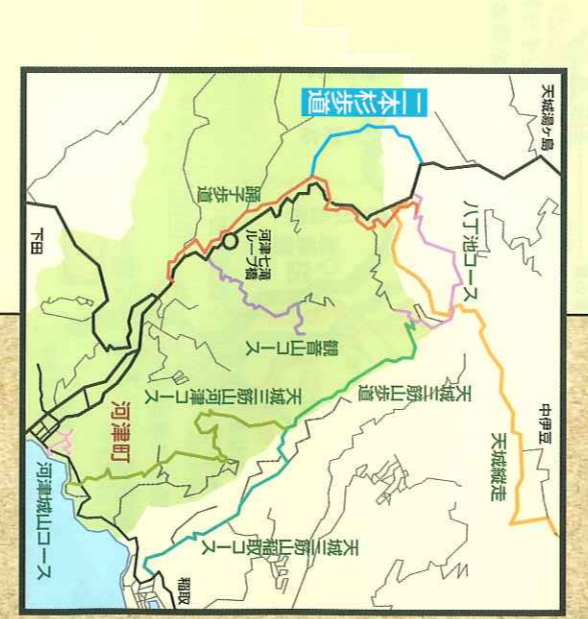 天城湯ヶ島
二本杉歩道
八丁池コース
踊子歩道
河津七滝
ループ橋
下田
観音山コース
中伊豆
天城三筋山河津コース
天城三筋山歩道
天城縦走
河津町
河津城山コース
天城三筋山稲取コース
稲取